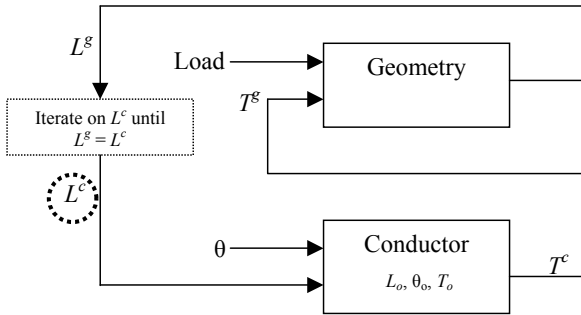 L^g
Load
Geometry
T^g
Iterate on L^c until
L^g = L^c
L^c
θ
Conductor
L_o, θ_o, T_o
T^c